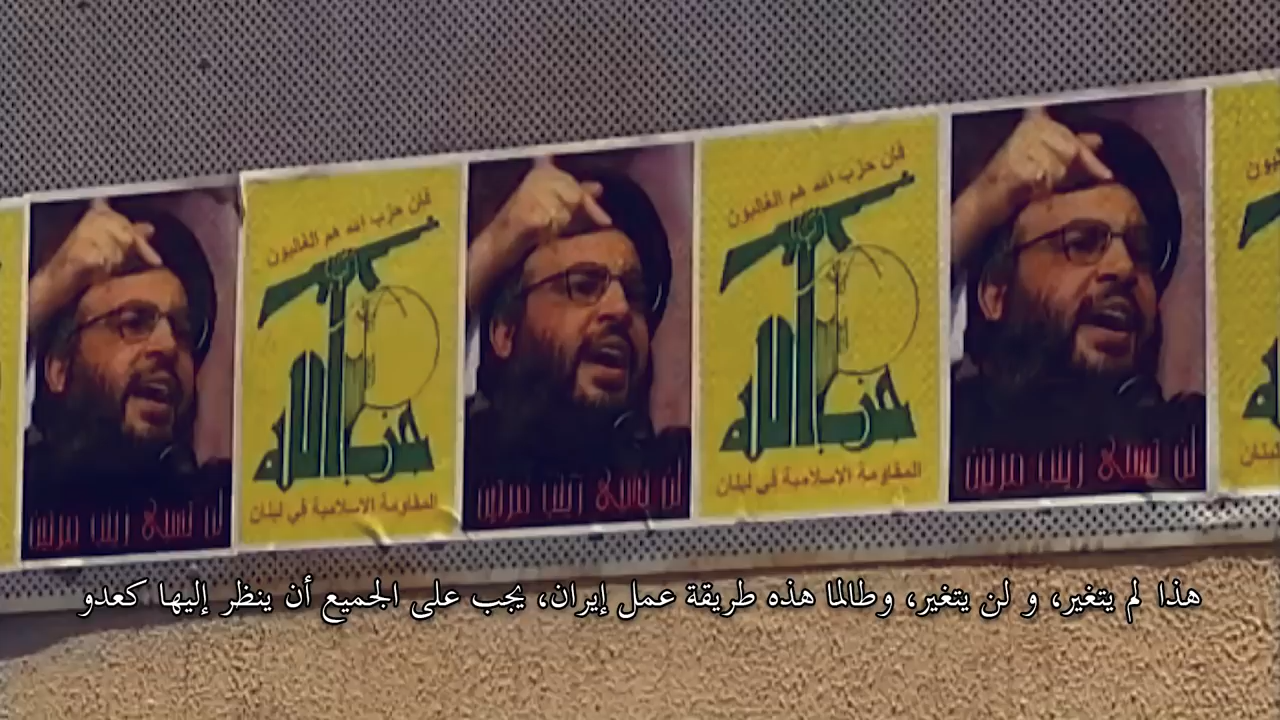 لن تسبى زينب مرتين
فان حزب الله هم الغالبون
حزب الله
المقاومة الاسلامية في لبنان
لن تسبى زينب مرتين
فان حزب الله هم الغالبون
حزب الله
المقاومة الاسلامية في لبنان
لن تسبى زينب مرتين
هذا لم يتغير، و لن يتغير، وطالما هذه طريقة عمل إيران، يجب على الجميع أن ينظر إليها كعدو